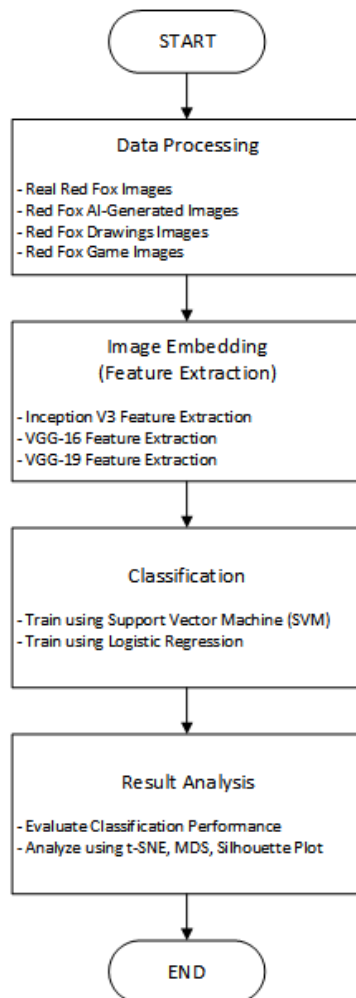 START
Data Processing
- Real Red Fox Images
- Red Fox AI-Generated Images
- Red Fox Drawings Images
- Red Fox Game Images
Image Embedding
(Feature Extraction)
- Inception V3 Feature Extraction
- VGG-16 Feature Extraction
- VGG-19 Feature Extraction
Classification
- Train using Support Vector Machine (SVM)
- Train using Logistic Regression
Result Analysis
- Evaluate Classification Performance
- Analyze using t-SNE, MDS, Silhouette Plot
END